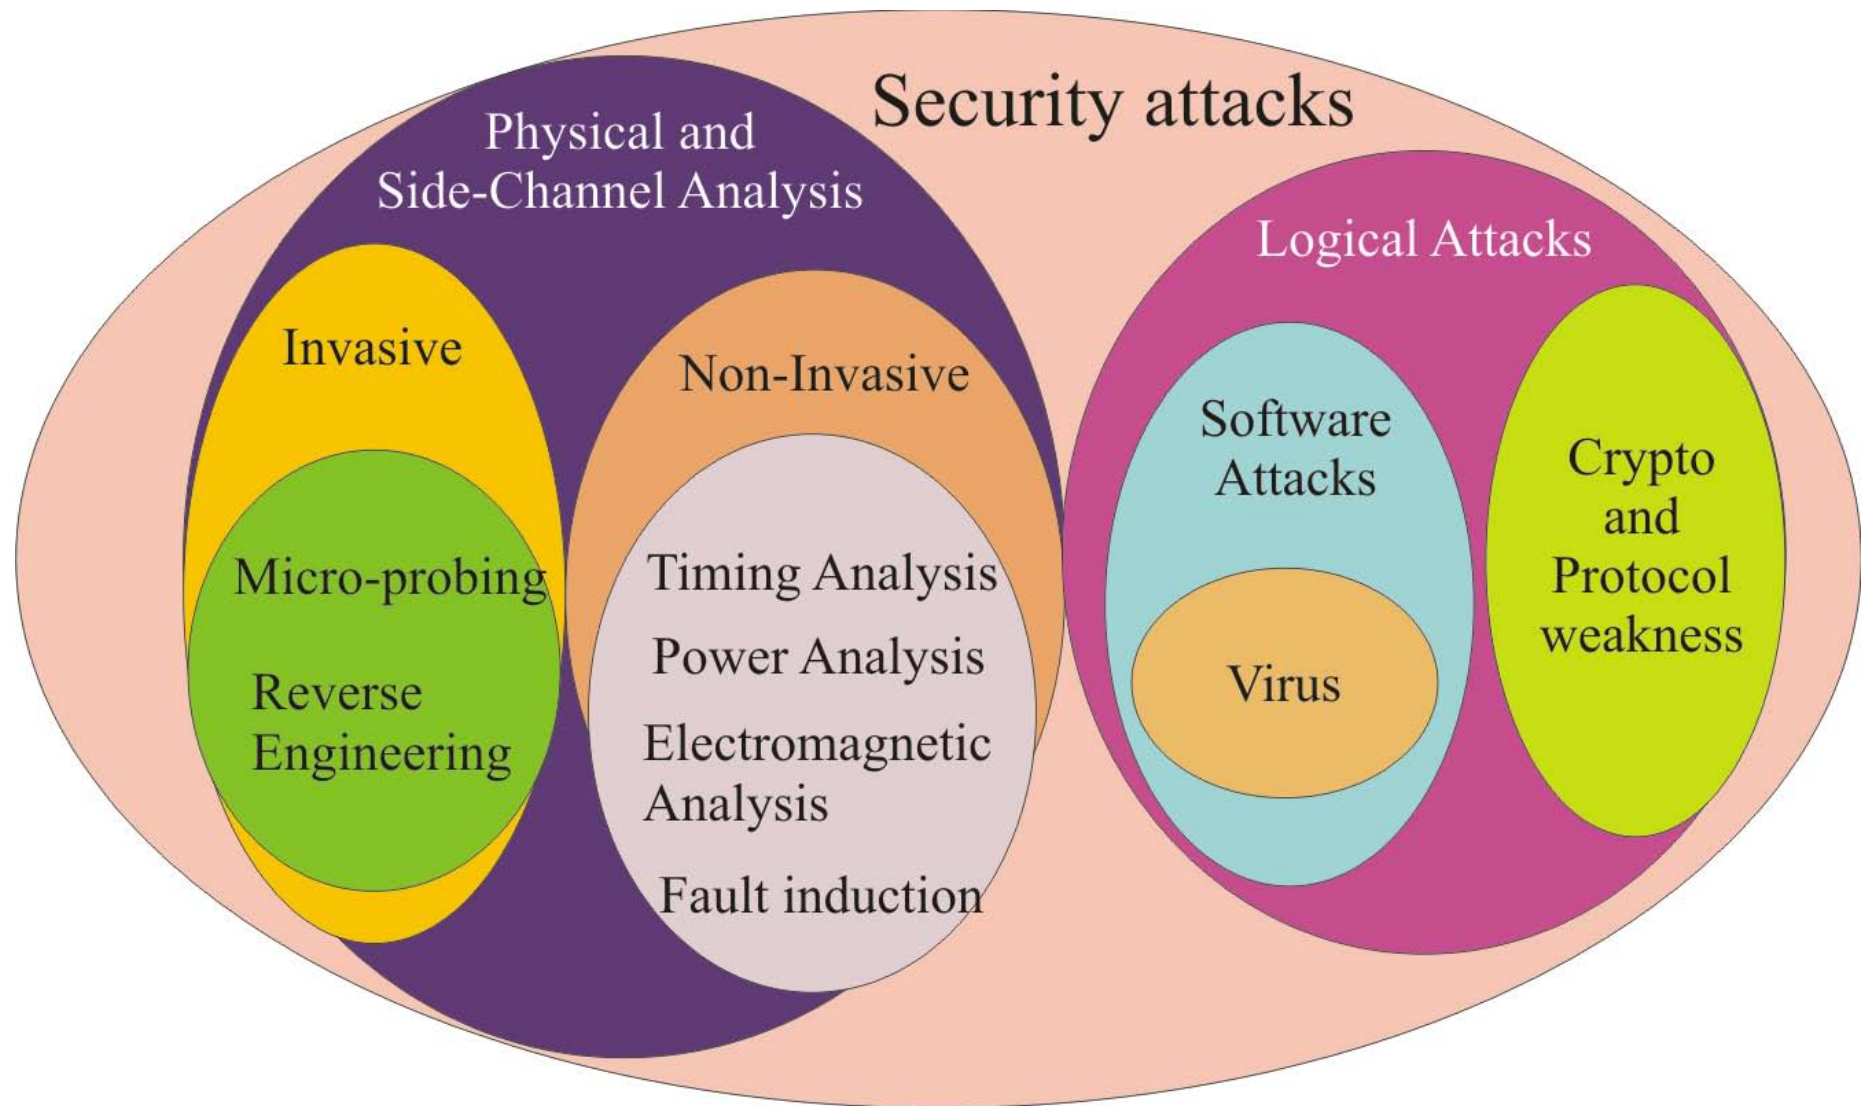 Security attacks
Physical and
Side-Channel Analysis
Invasive
Micro-probing
Reverse
Engineering
Non-Invasive
Timing Analysis
Power Analysis
Electromagnetic
Analysis
Fault induction
Logical Attacks
Software
Attacks
Virus
Crypto
and
Protocol
weakness